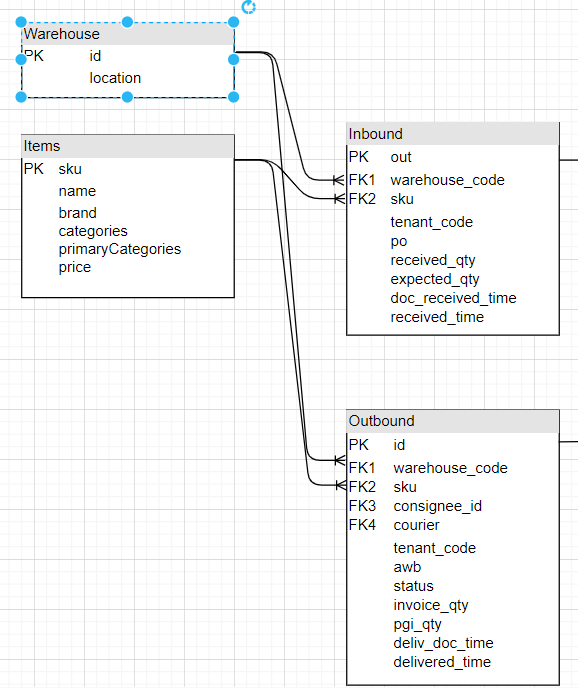 Warehouse
PK id
location
Items
PK sku
name
brand
categories
primaryCategories
price
Inbound
PK out
FK1 warehouse_code
FK2 sku
tenant_code
po
received_qty
expected_qty
doc_received_time
received_time
Outbound
PK id
FK1 warehouse_code
FK2 sku
FK3 consignee_id
FK4 courier
tenant_code
awb
status
invoice_qty
pgi_qty
deliv_doc_time
delivered_time